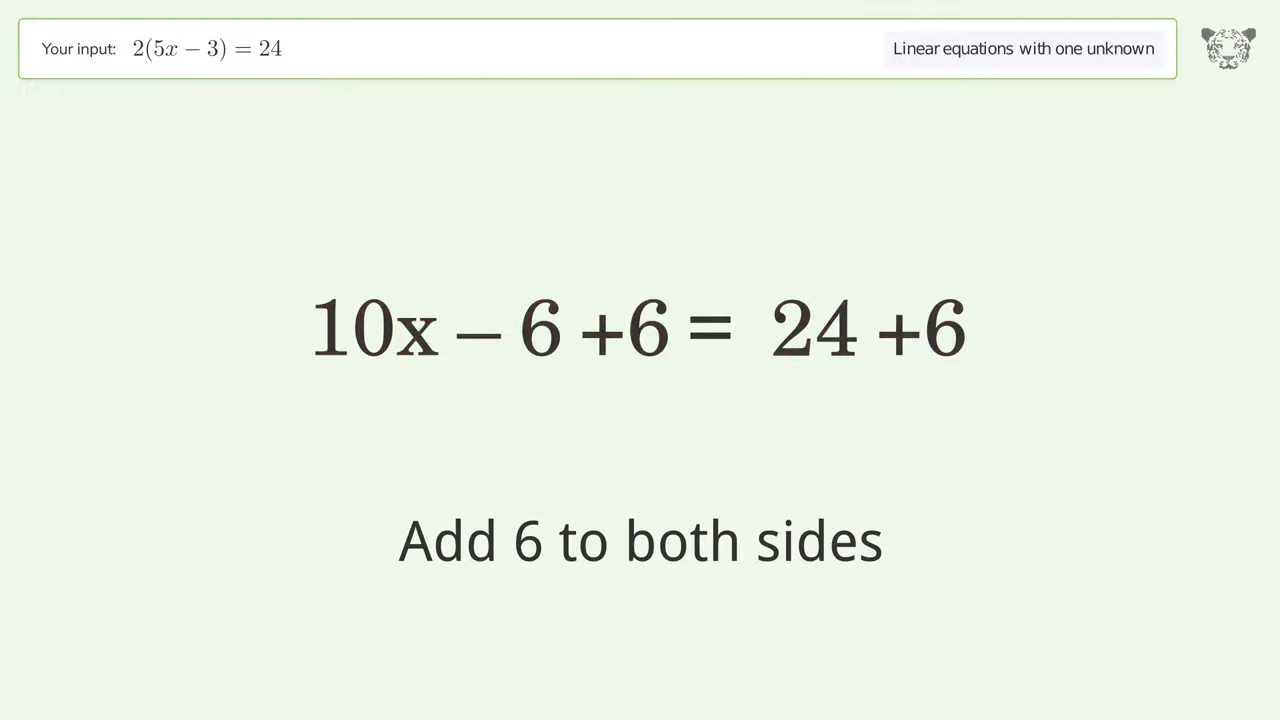 Your input: 2(5x − 3) = 24
Linear equations with one unknown
10x – 6 +6 = 24 +6
Add 6 to both sides